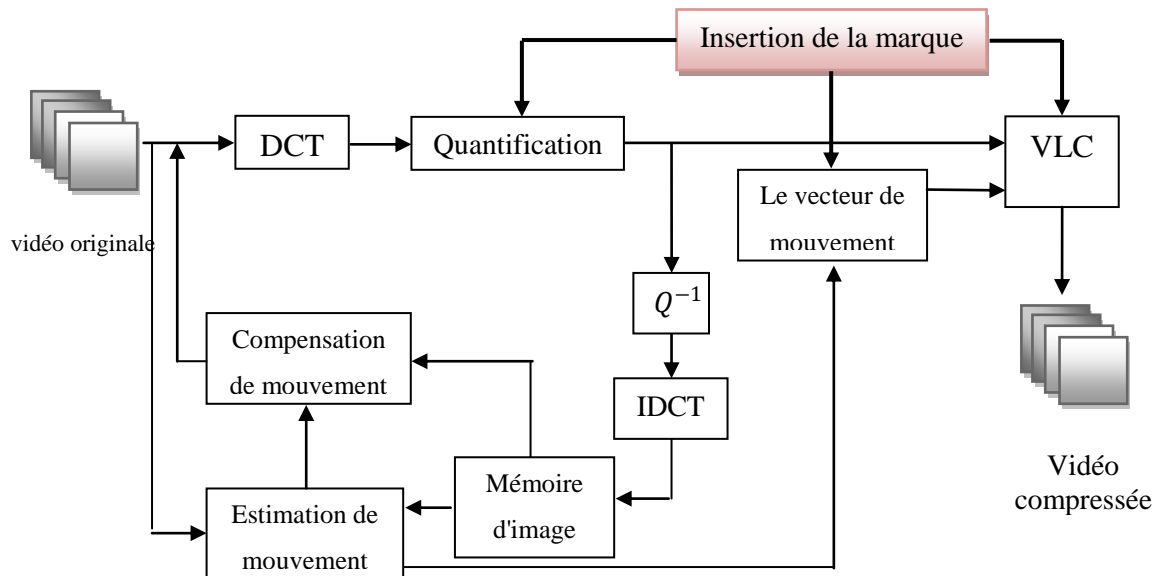 Insertion de la marque
DCT
Quantification
VLC
Le vecteur de
mouvement
vidéo originale
Q⁻¹
Compensation
de mouvement
IDCT
Mémoire
d'image
Estimation de
mouvement
Vidéo
compressée